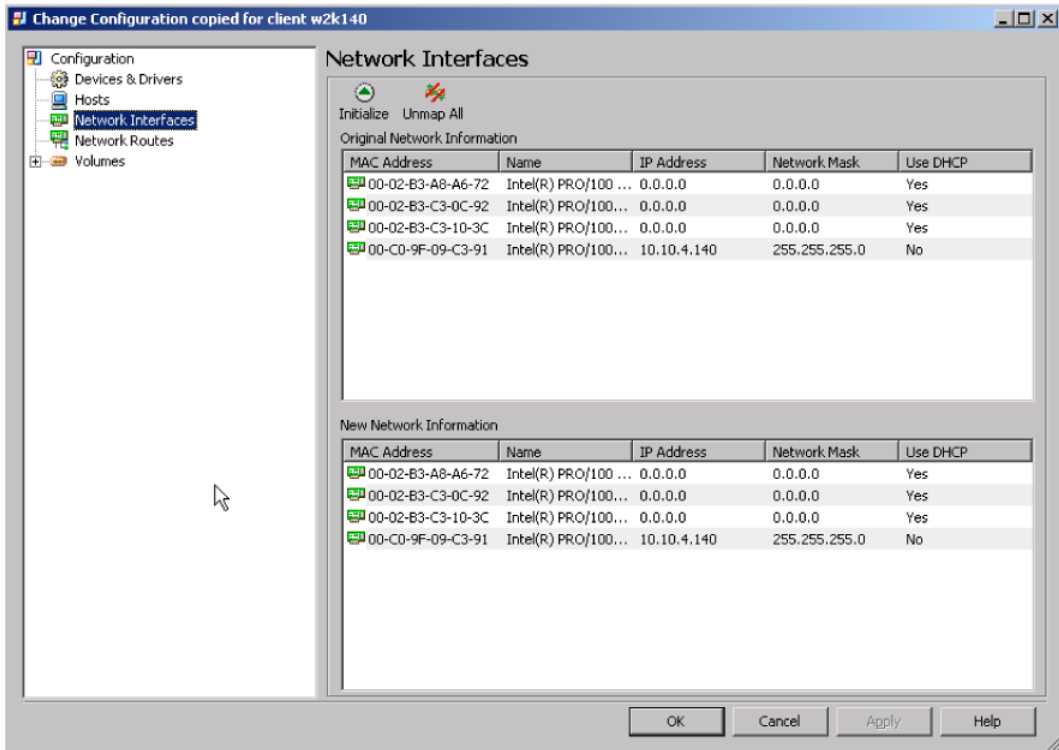 Change Configuration copied for client w2k140
Configuration
Devices & Drivers
Hosts
Network Interfaces
Network Routes
Volumes
Network Interfaces
Initialize Unmap All
Original Network Information
MAC Address Name IP Address Network Mask Use DHCP
00-02-B3-A8-A6-72 Intel(R) PRO/100 ... 0.0.0.0 0.0.0.0 Yes
00-02-B3-C3-0C-92 Intel(R) PRO/100... 0.0.0.0 0.0.0.0 Yes
00-02-B3-C3-10-3C Intel(R) PRO/100... 0.0.0.0 0.0.0.0 Yes
00-C0-9F-09-C3-91 Intel(R) PRO/100... 10.10.4.140 255.255.255.0 No
New Network Information
MAC Address Name IP Address Network Mask Use DHCP
00-02-B3-A8-A6-72 Intel(R) PRO/100 ... 0.0.0.0 0.0.0.0 Yes
00-02-B3-C3-0C-92 Intel(R) PRO/100... 0.0.0.0 0.0.0.0 Yes
00-02-B3-C3-10-3C Intel(R) PRO/100... 0.0.0.0 0.0.0.0 Yes
00-C0-9F-09-C3-91 Intel(R) PRO/100... 10.10.4.140 255.255.255.0 No
OK Cancel Apply Help